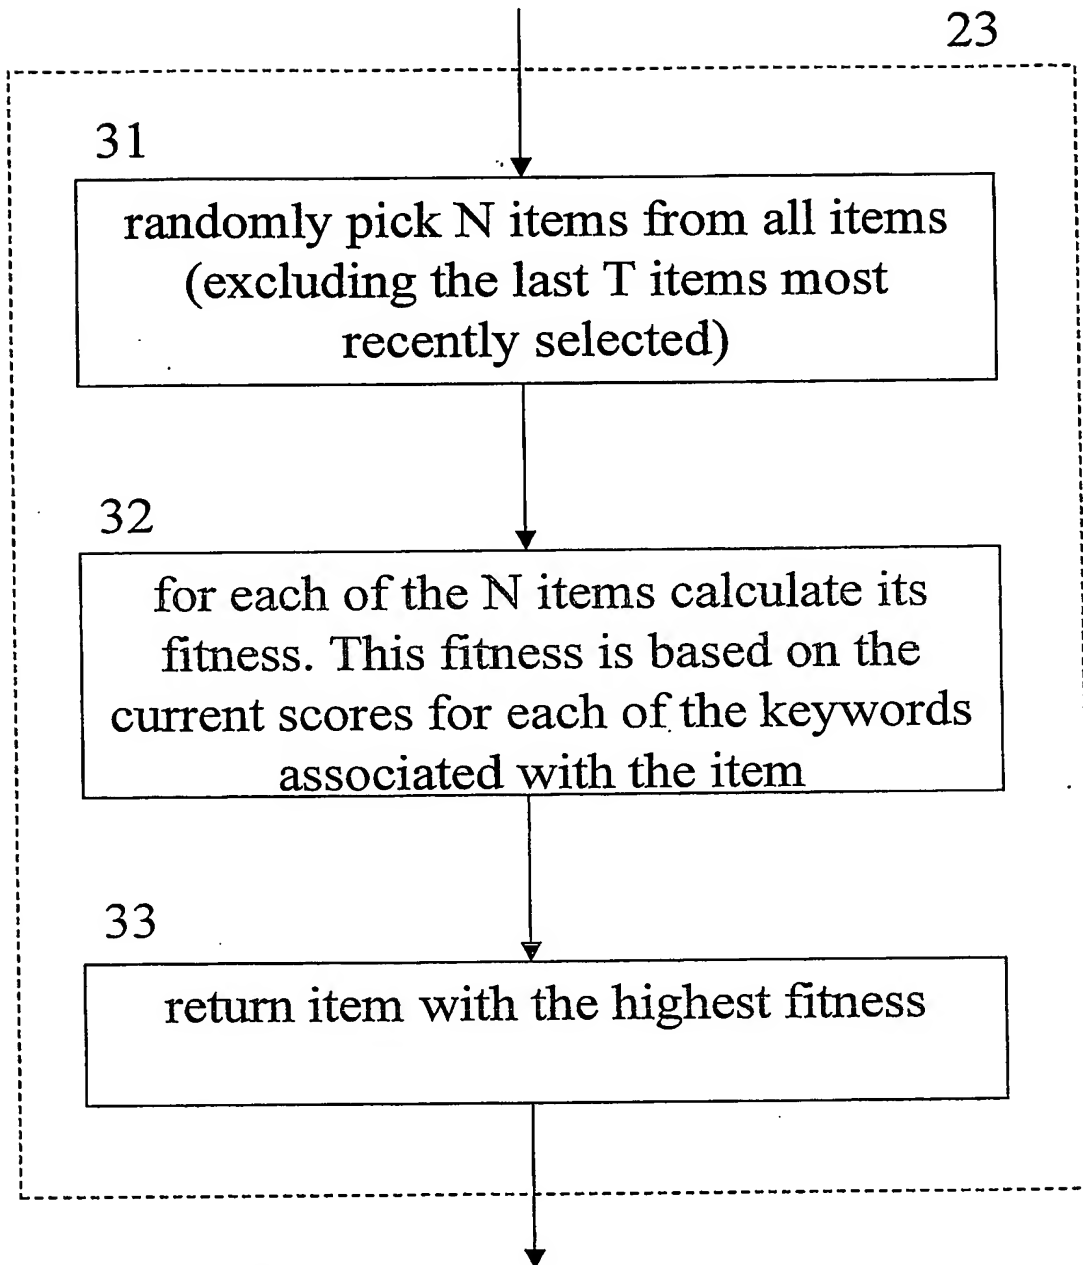 23
31
randomly pick N items from all items
(excluding the last T items most
recently selected)
32
for each of the N items calculate its
fitness. This fitness is based on the
current scores for each of the keywords
associated with the item
33
return item with the highest fitness